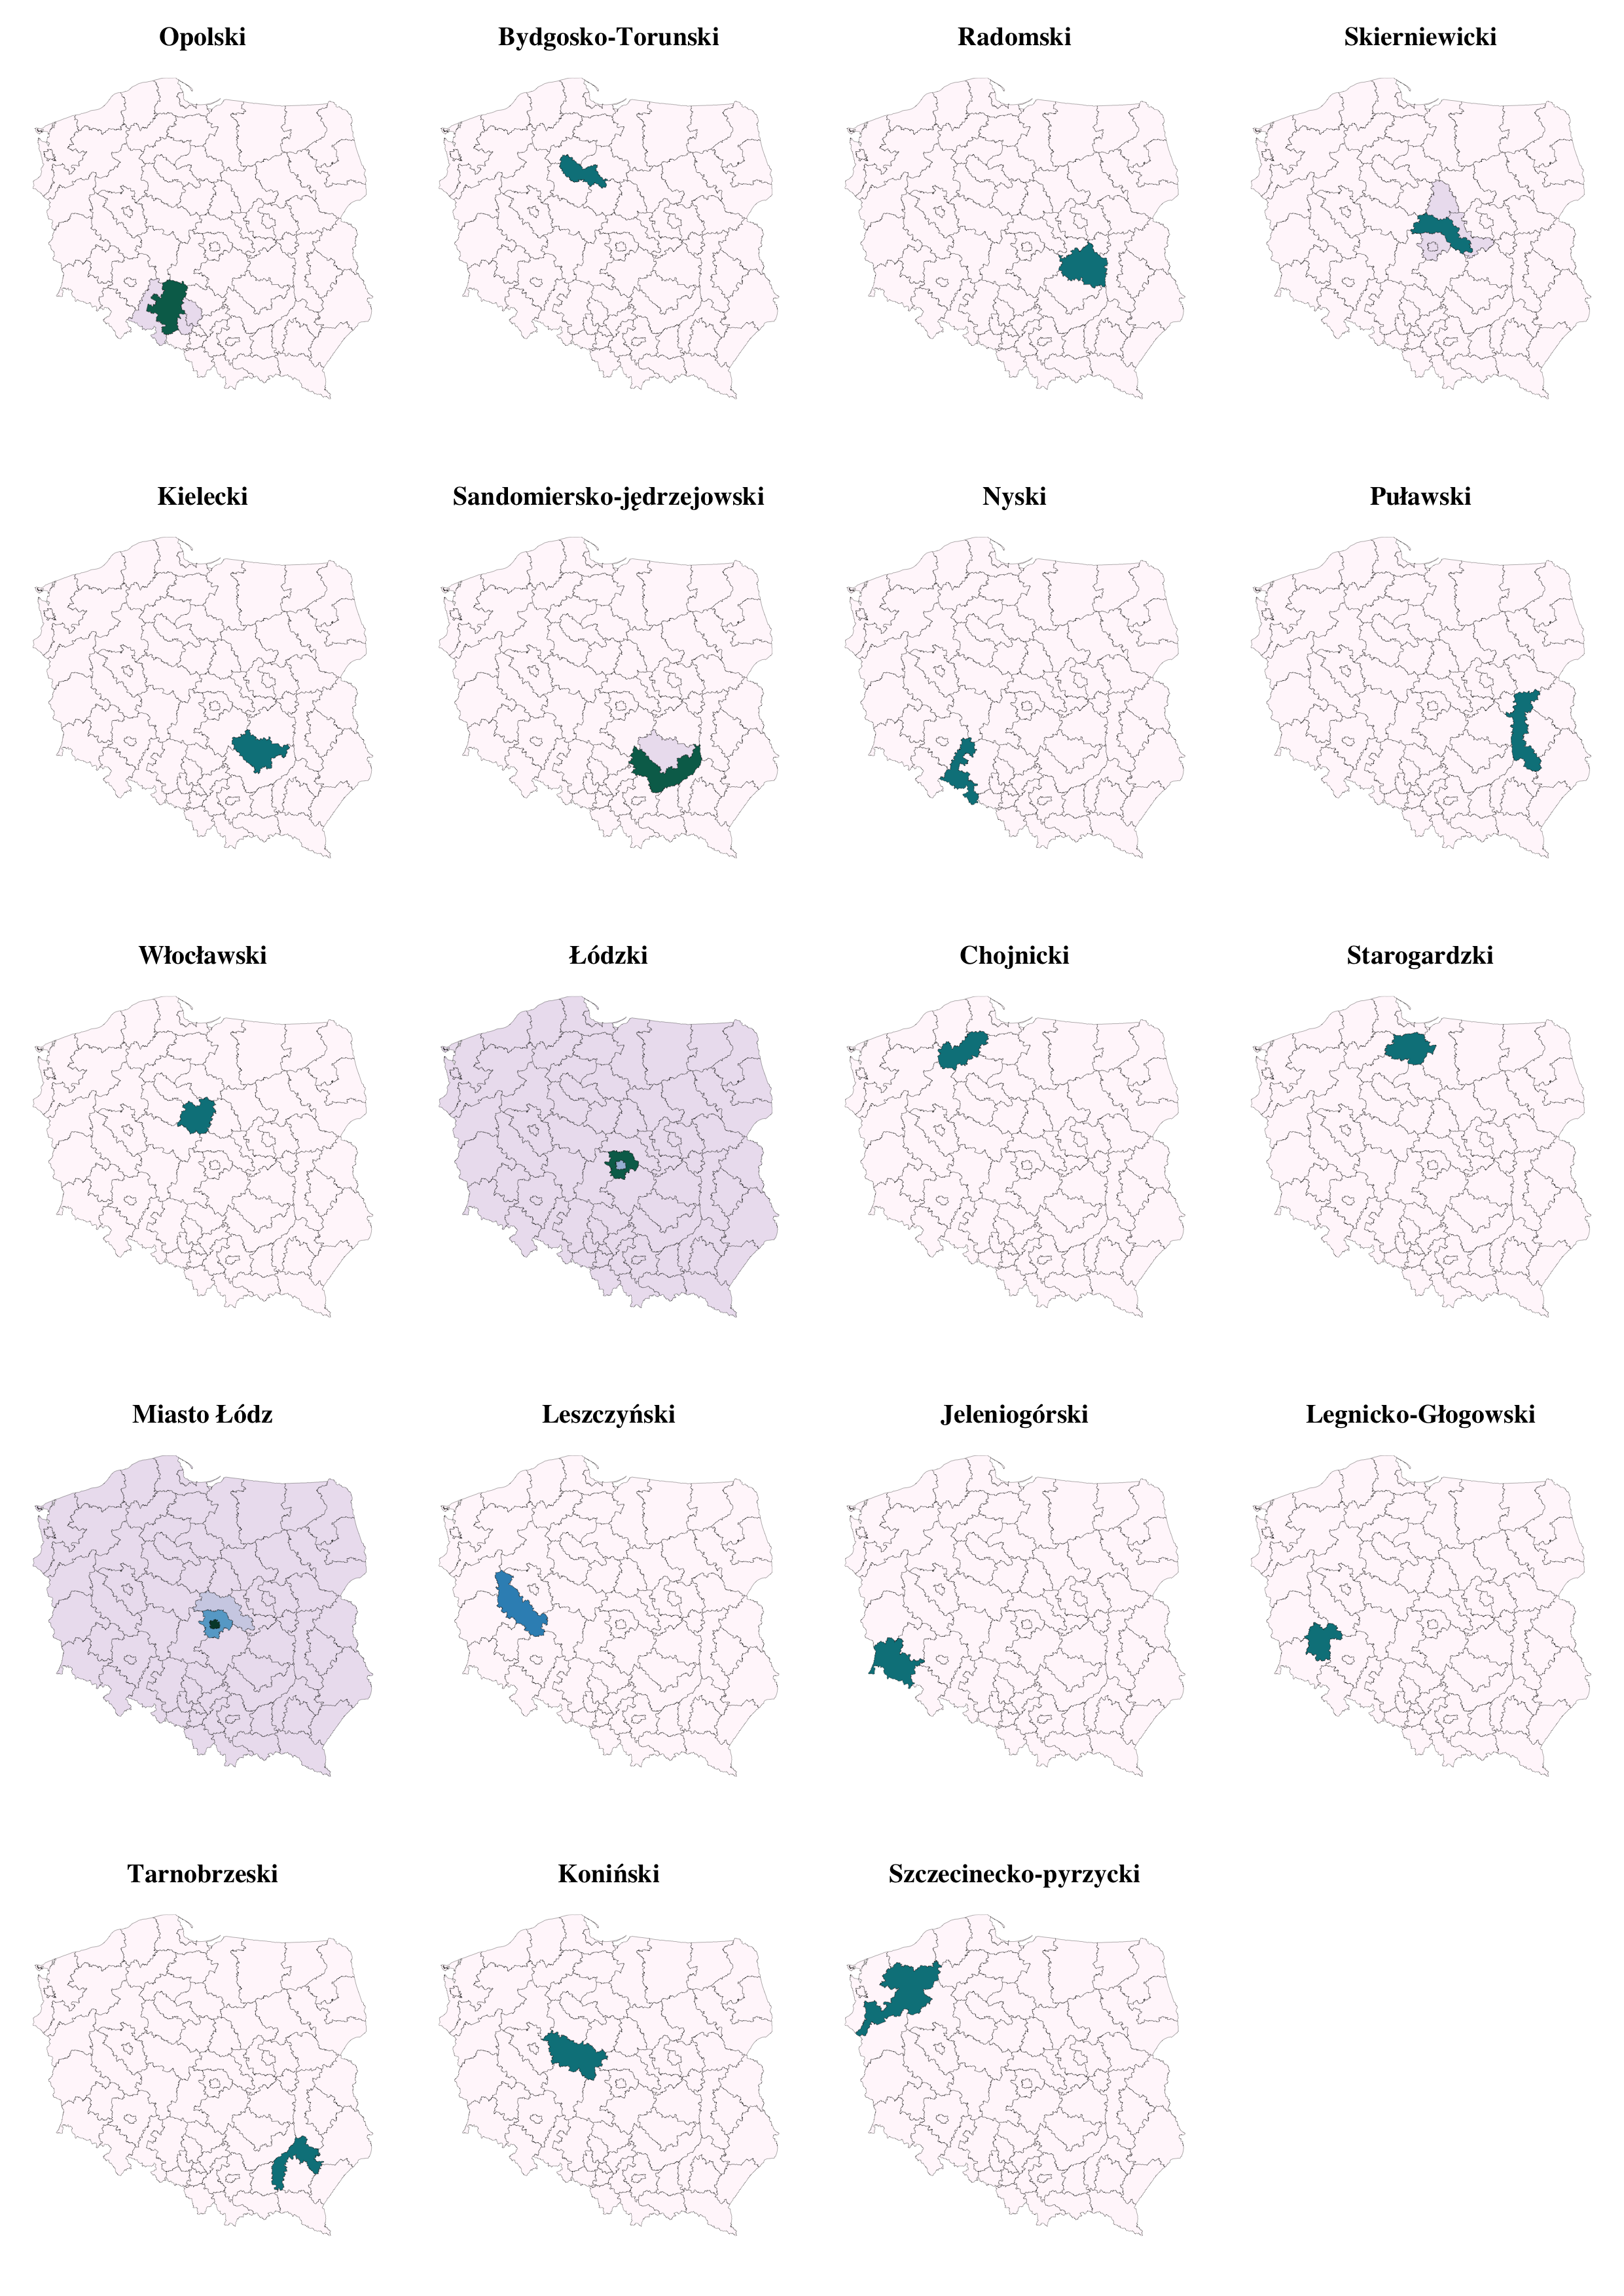 Opolski
Bydgosko-Torunski
Radomski
Skierniewicki
Kielecki
Sandomiersko-jędrzejowski
Nyski
Puławski
Włocławski
Łódzki
Chojnicki
Starogardzki
Miasto Łódz
Leszczyński
Jeleniogórski
Legnicko-Głogowski
Tarnobrzeski
Koniński
Szczecinecko-pyrzycki